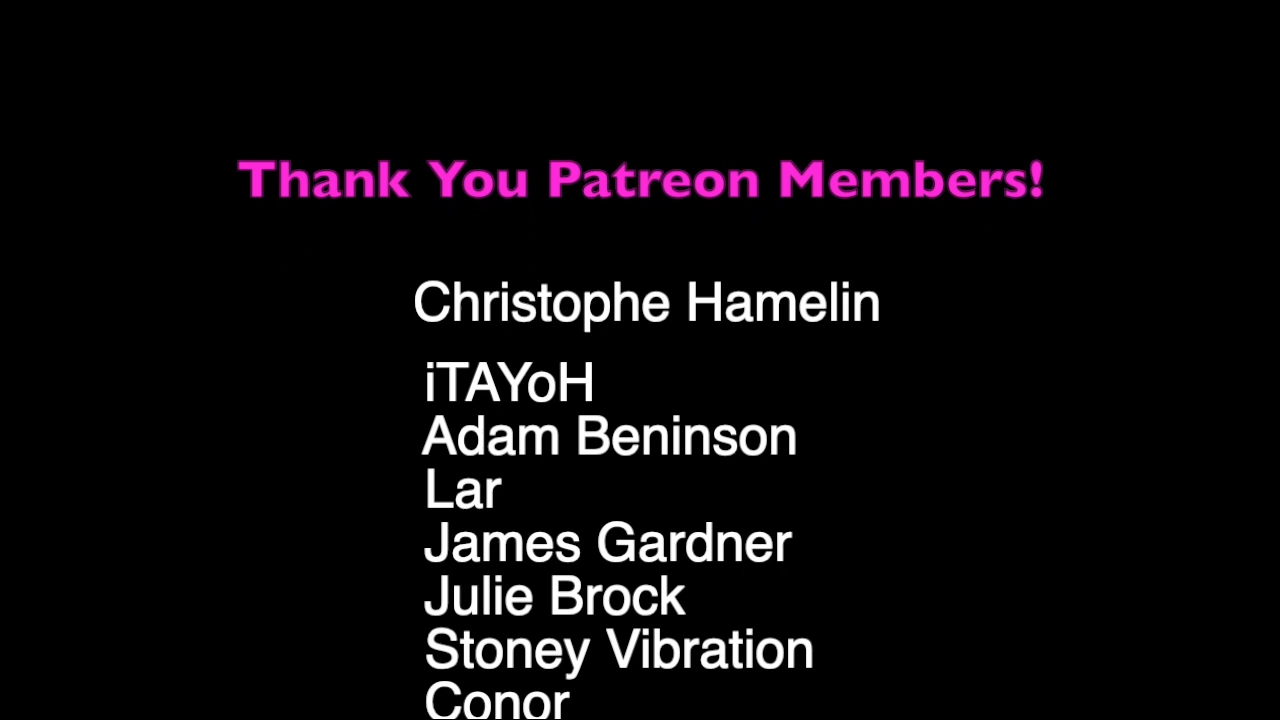 Thank You Patreon Members!
Christophe Hamelin
iTAYoH
Adam Beninson
Lar
James Gardner
Julie Brock
Stoney Vibration
Conor